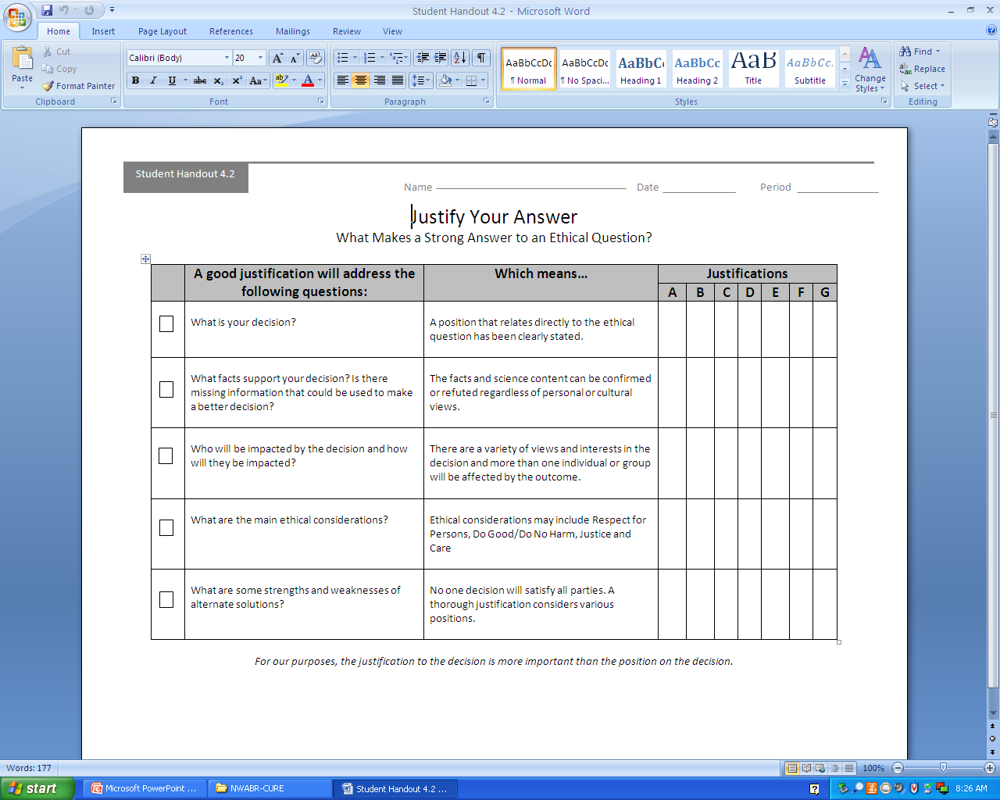 Student Handout 4.2 - Microsoft Word
Home Insert Page Layout References Mailings Review View
Paste
Cut
Copy
Format Painter
Clipboard
Calibri (Body) 20
Font
Paragraph
AaBbCcDc AaBbCcDc AaBbC AaBbCc AaB AaBbCc.
¶ Normal ¶ No Spaci... Heading 1 Heading 2 Title Subtitle
Change Styles
Styles
Find
Replace
Select
Editing
Student Handout 4.2
Name Date Period
Justify Your Answer
What Makes a Strong Answer to an Ethical Question?
A good justification will address the
following questions:
Which means...
Justifications
A B C D E F G
What is your decision?
A position that relates directly to the ethical
question has been clearly stated.
What facts support your decision? Is there
missing information that could be used to make
a better decision?
The facts and science content can be confirmed
or refuted regardless of personal or cultural
views.
Who will be impacted by the decision and how
will they be impacted?
There are a variety of views and interests in the
decision and more than one individual or group
will be affected by the outcome.
What are the main ethical considerations?
Ethical considerations may include Respect for
Persons, Do Good/Do No Harm, Justice and
Care
What are some strengths and weaknesses of
alternate solutions?
No one decision will satisfy all parties. A
thorough justification considers various
positions.
For our purposes, the justification to the decision is more important than the position on the decision.
Words: 177
100%
start
Microsoft PowerPoint ...
NWABR-CURE
Student Handout 4.2 ...
8:26 AM